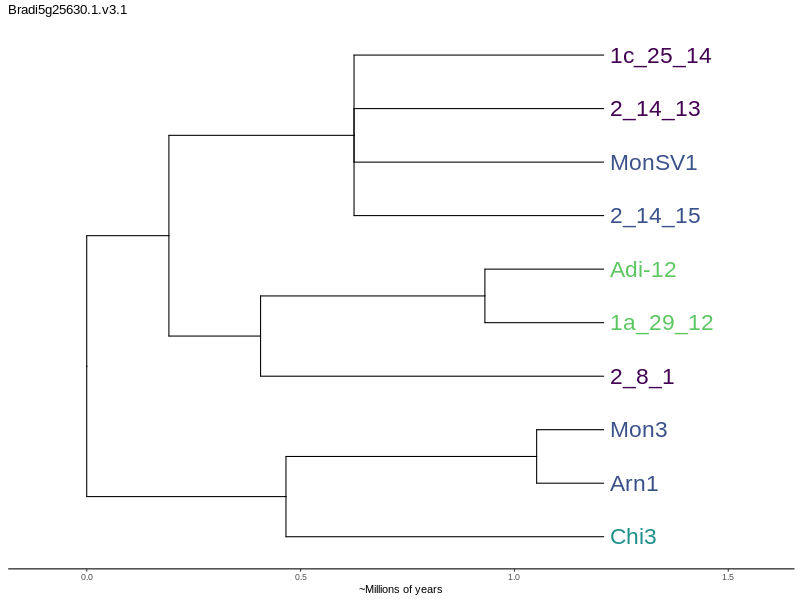 Bradi5g25630.1.v3.1
1c_25_14
2_14_13
MonSV1
2_14_15
Adi-12
1a_29_12
2_8_1
Mon3
Arn1
Chi3
0.0 0.5 1.0 1.5
~Millions of years